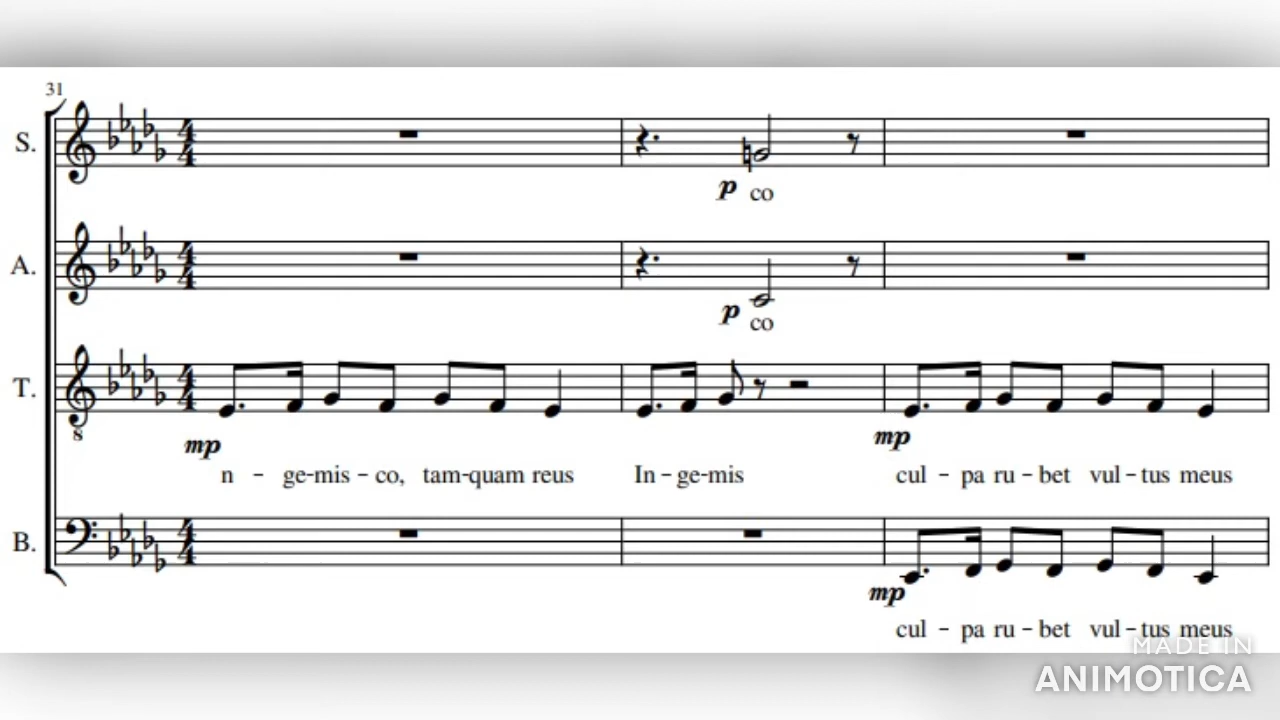 31
S.
p co
A.
p
co
T.
8
mp mp
n - ge-mis - co, tam-quam reus In - ge-mis cul - pa ru - bet vul - tus meus
B.
mp
cul - pa ru - bet vul - tus meus
MADE IN
ANIMOTICA